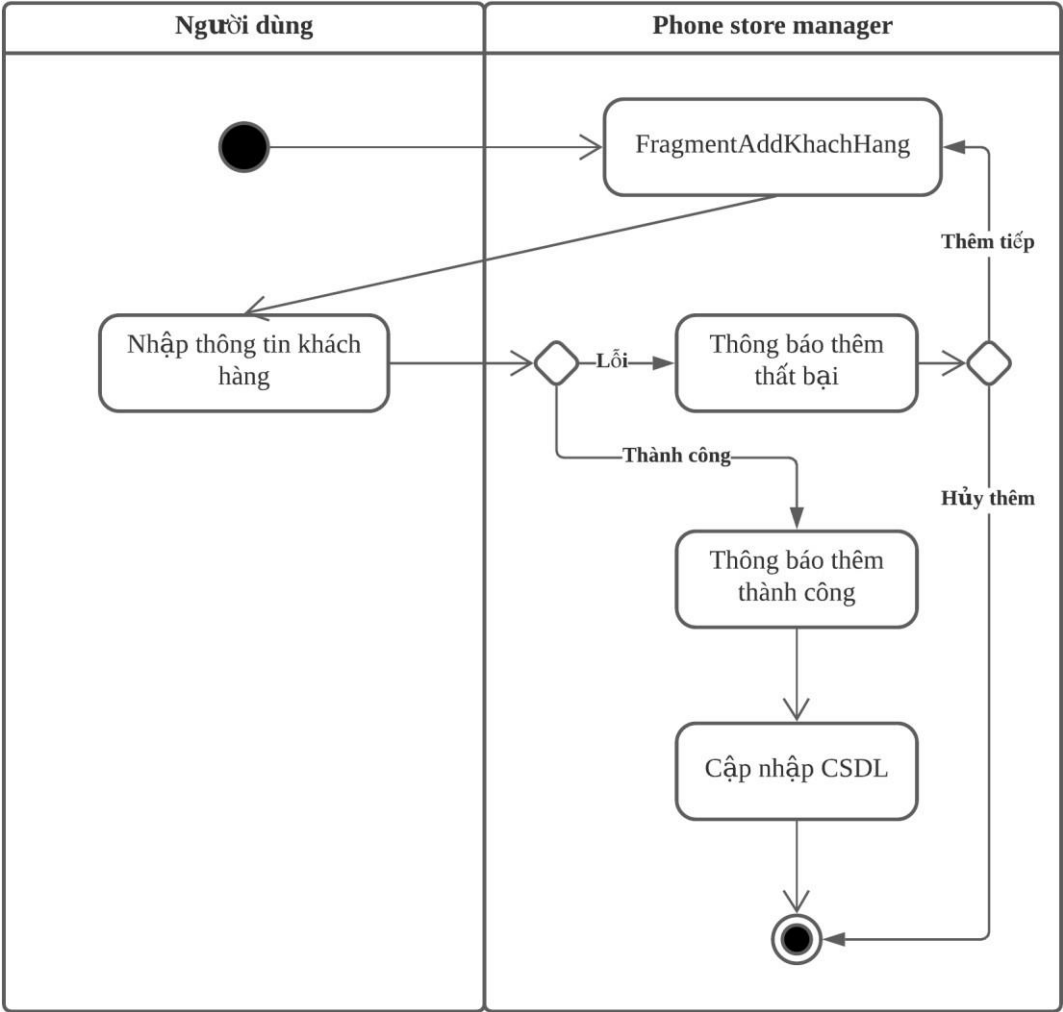 Người dùng
Phone store manager
FragmentAddKhachHang
Thêm tiếp
Nhập thông tin khách
hàng
Lỗi
Thông báo thêm
thất bại
Thành công
Hủy thêm
Thông báo thêm
thành công
Cập nhập CSDL